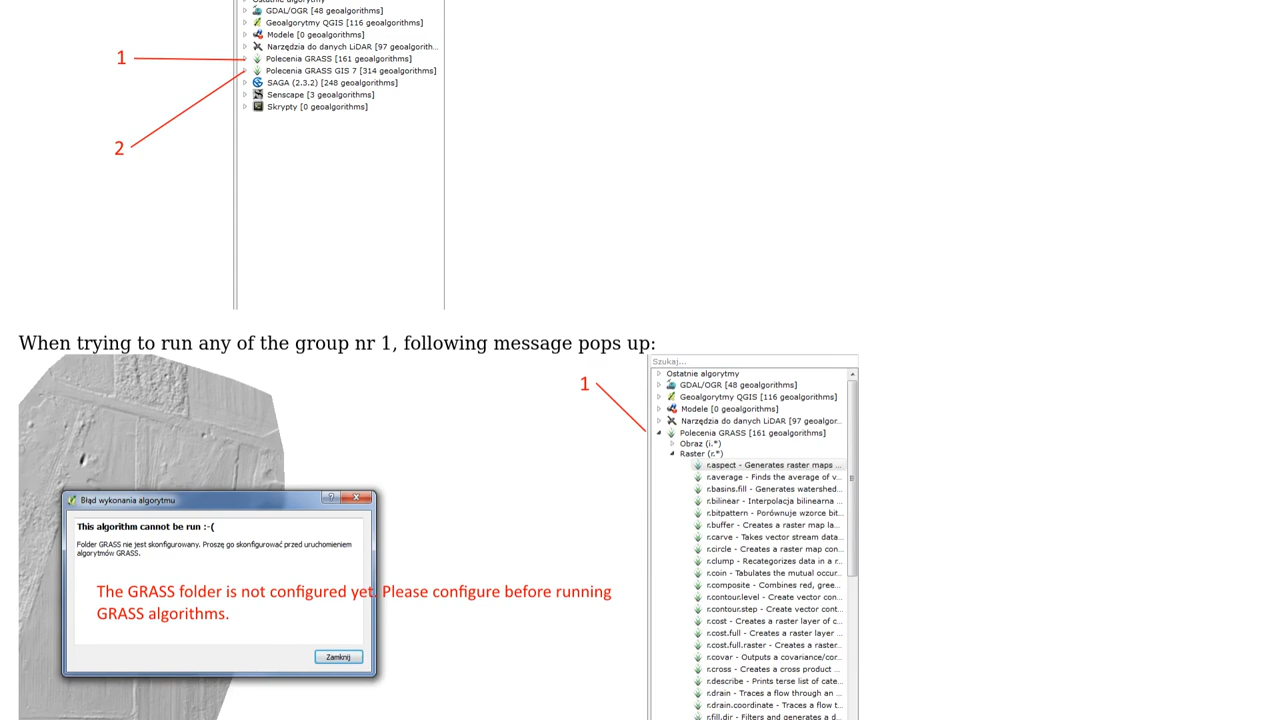 Ostatnie algorytmy
GDAL/OGR [48 geoalgorithms]
Geoalgorytmy QGIS [116 geoalgorithms]
Modele [0 geoalgorithms]
Narzędzia do danych LiDAR [97 geoalgorith...
1
Polecenia GRASS [161 geoalgorithms]
Polecenia GRASS GIS 7 [314 geoalgorithms]
SAGA (2.3.2) [248 geoalgorithms]
Senscape [3 geoalgorithms]
Skrypty [0 geoalgorithms]
2
When trying to run any of the group nr 1, following message pops up:
Szukaj...
Ostatnie algorytmy
1
GDAL/OGR [48 geoalgorithms]
Geoalgorytmy QGIS [116 geoalgorithms]
Modele [0 geoalgorithms]
Narzędzia do danych LiDAR [97 geoalgor...
Polecenia GRASS [161 geoalgorithms]
Obraz (i.*)
Raster (r.*)
r.aspect - Generates raster maps ...
r.average - Finds the average of v...
r.basins.fill - Generates watershed...
r.bilinear - Interpolacja bilinearna ...
r.bitpattern - Porównuje wzorce bit...
r.buffer - Creates a raster map la...
r.carve - Takes vector stream data...
r.circle - Creates a raster map con...
r.clump - Recategorizes data in a r...
r.coin - Tabulates the mutual occur...
r.composite - Combines red, gree...
r.contour.level - Create vector con...
r.contour.step - Create vector cont...
r.cost - Creates a raster layer of c...
r.cost.full - Creates a raster layer ...
r.cost.full.raster - Creates a raster...
r.covar - Outputs a covariance/cor...
r.cross - Creates a cross product ...
r.describe - Prints terse list of cate...
r.drain - Traces a flow through an ...
r.drain.coordinate - Traces a flow t...
r.fill.dir - Filters and generates a d...
Błąd wykonania algorytmu
?
This algorithm cannot be run :-(
Folder GRASS nie jest skonfigurowany. Proszę go skonfigurować przed uruchomieniem
algorytmów GRASS.
The GRASS folder is not configured yet. Please configure before running
GRASS algorithms.
Zamknij